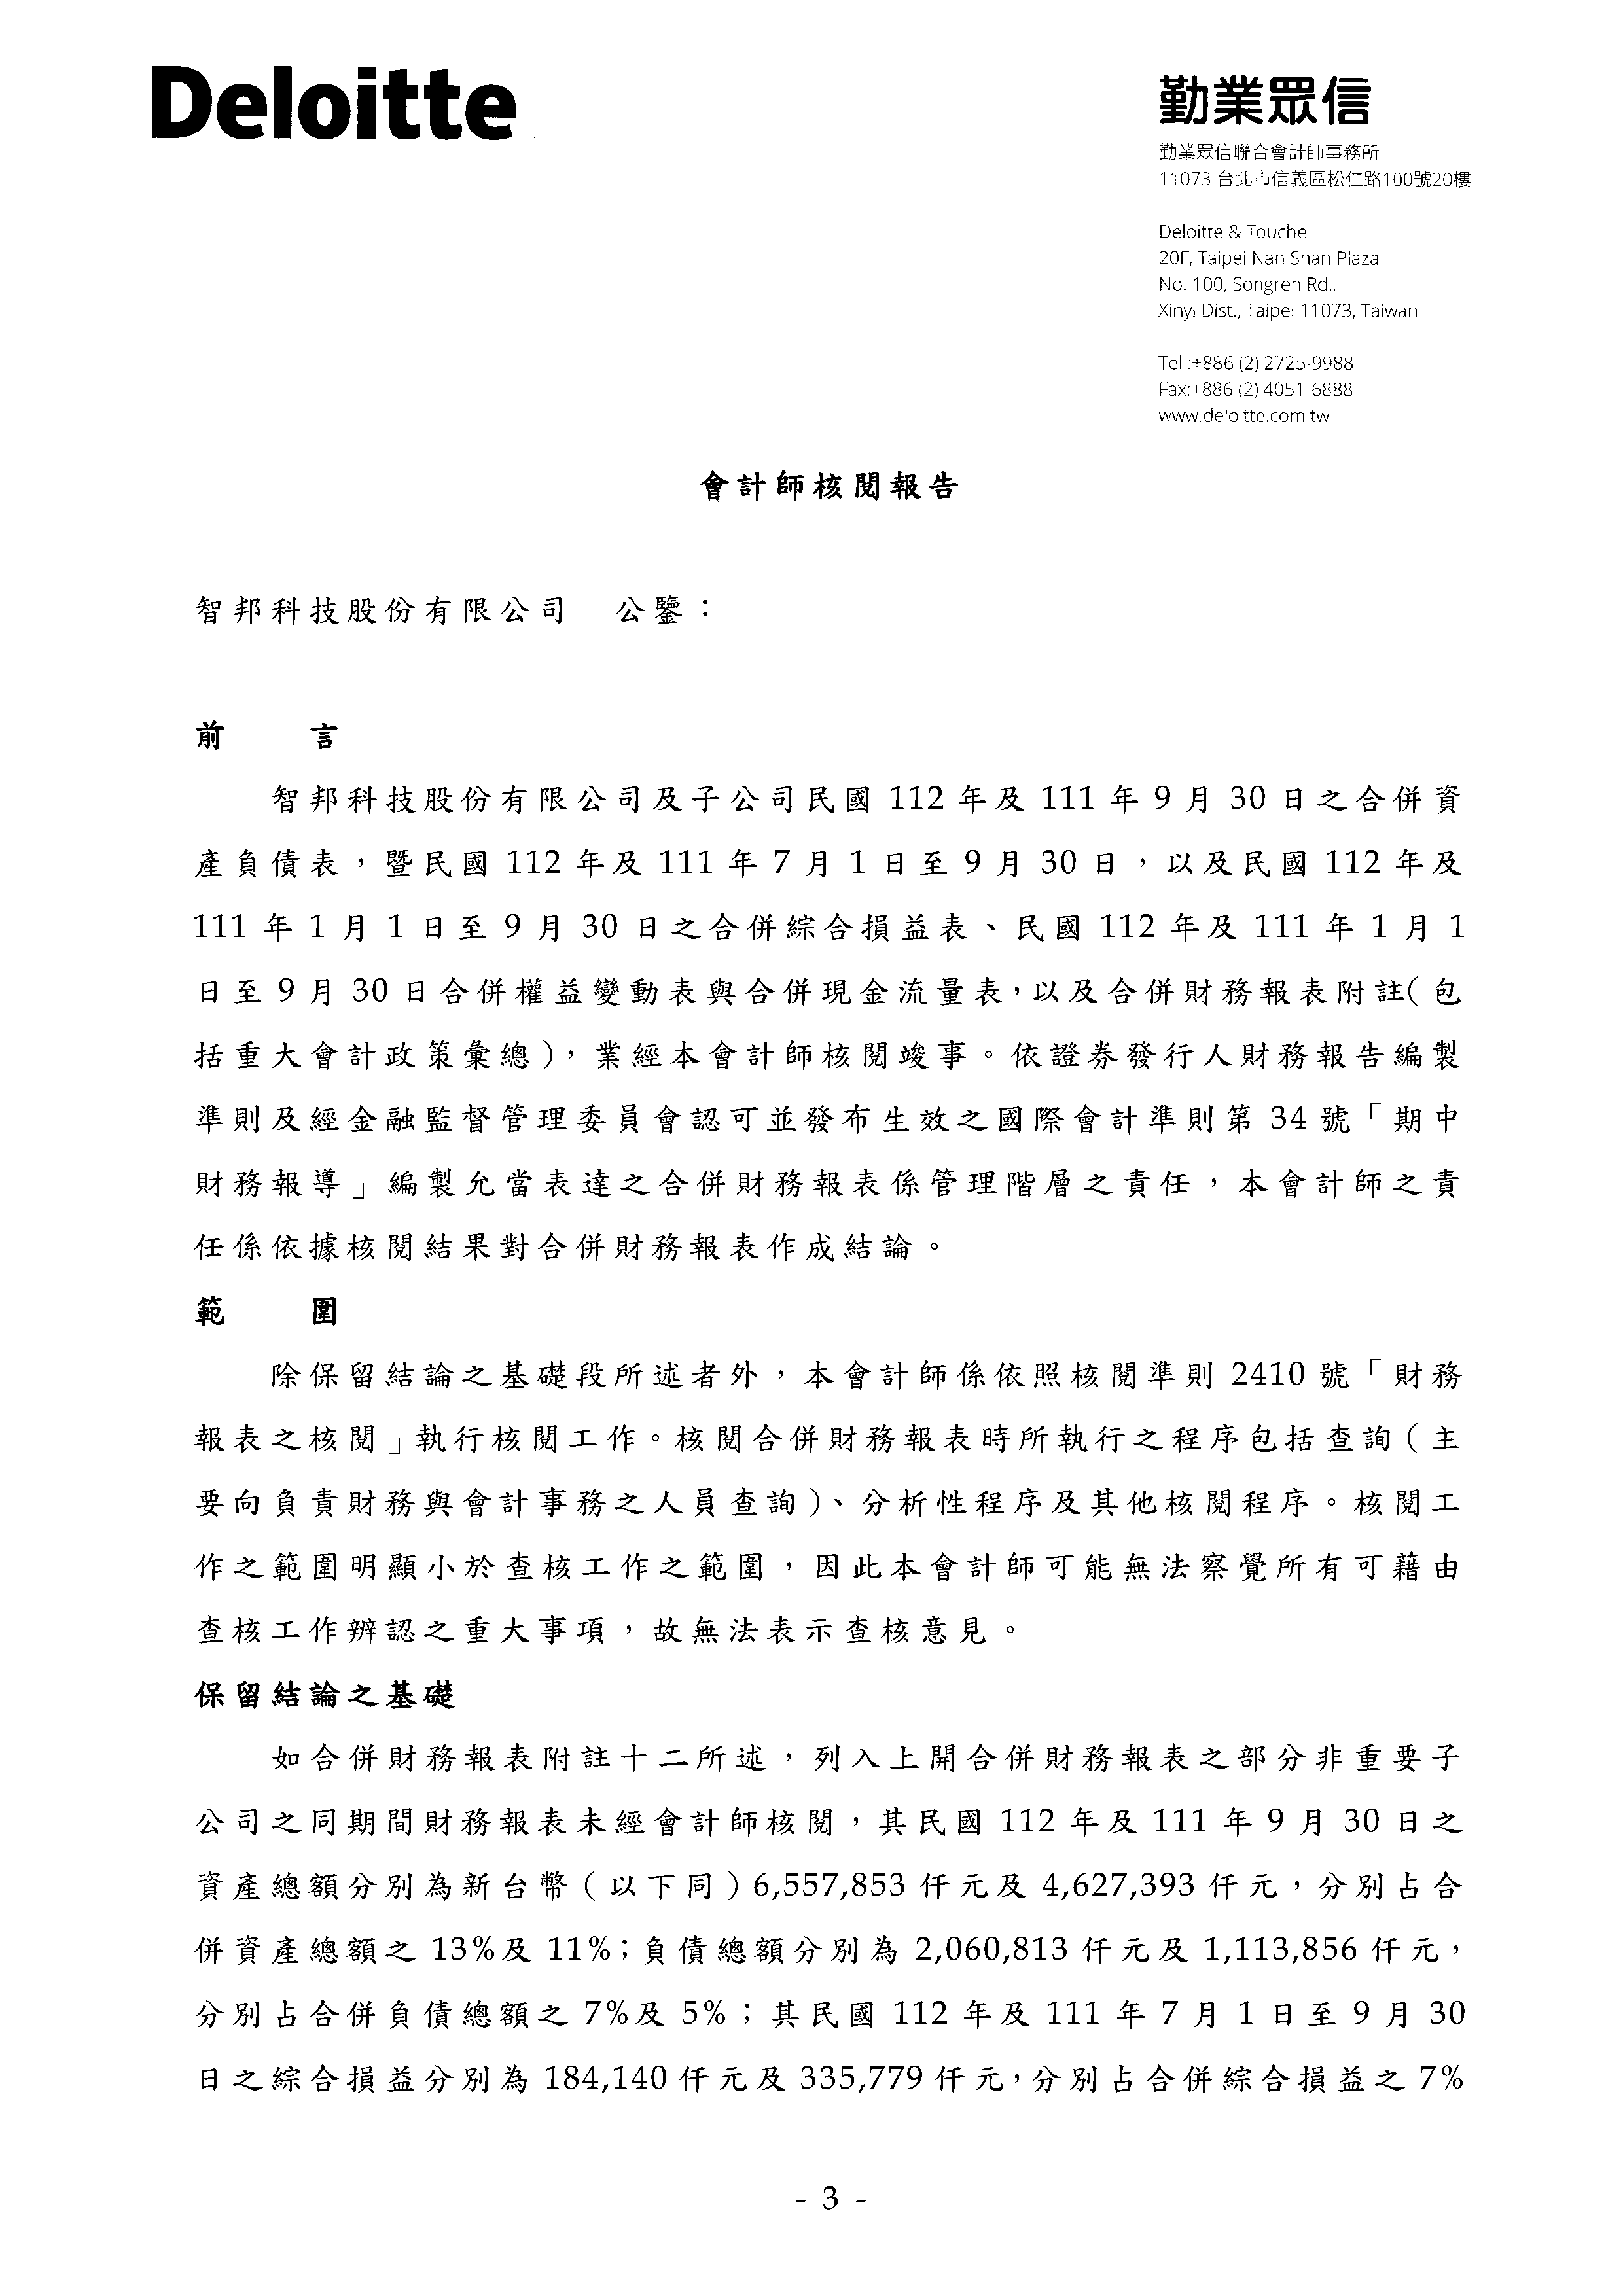 Deloitte
勤業眾信
勤業眾信聯合會計師事務所
11073 台北市信義區松仁路100號20樓
Deloitte & Touche
20F, Taipei Nan Shan Plaza
No. 100, Songren Rd.,
Xinyi Dist., Taipei 11073, Taiwan
Tel :+886 (2) 2725-9988
Fax:+886 (2) 4051-6888
www.deloitte.com.tw
會計師核閱報告
智邦科技股份有限公司　公鑒：
前　　言
智邦科技股份有限公司及子公司民國 112 年及 111 年 9 月 30 日之合併資
產負債表，暨民國 112 年及 111 年 7 月 1 日至 9 月 30 日，以及民國 112 年及
111 年 1 月 1 日至 9 月 30 日之合併綜合損益表、民國 112 年及 111 年 1 月 1
日至 9 月 30 日合併權益變動表與合併現金流量表，以及合併財務報表附註（包
括重大會計政策彙總），業經本會計師核閱竣事。依證券發行人財務報告編製
準則及經金融監督管理委員會認可並發布生效之國際會計準則第 34 號「期中
財務報導」編製允當表達之合併財務報表係管理階層之責任，本會計師之責
任係依據核閱結果對合併財務報表作成結論。
範　　圍
除保留結論之基礎段所述者外，本會計師係依照核閱準則 2410 號「財務
報表之核閱」執行核閱工作。核閱合併財務報表時所執行之程序包括查詢（主
要向負責財務與會計事務之人員查詢）、分析性程序及其他核閱程序。核閱工
作之範圍明顯小於查核工作之範圍，因此本會計師可能無法察覺所有可藉由
查核工作辨認之重大事項，故無法表示查核意見。
保留結論之基礎
如合併財務報表附註十二所述，列入上開合併財務報表之部分非重要子
公司之同期間財務報表未經會計師核閱，其民國 112 年及 111 年 9 月 30 日之
資產總額分別為新台幣（以下同）6,557,853 仟元及 4,627,393 仟元，分別占合
併資產總額之 13%及 11%；負債總額分別為 2,060,813 仟元及 1,113,856 仟元，
分別占合併負債總額之 7%及 5%；其民國 112 年及 111 年 7 月 1 日至 9 月 30
日之綜合損益分別為 184,140 仟元及 335,779 仟元，分別占合併綜合損益之 7%
- 3 -